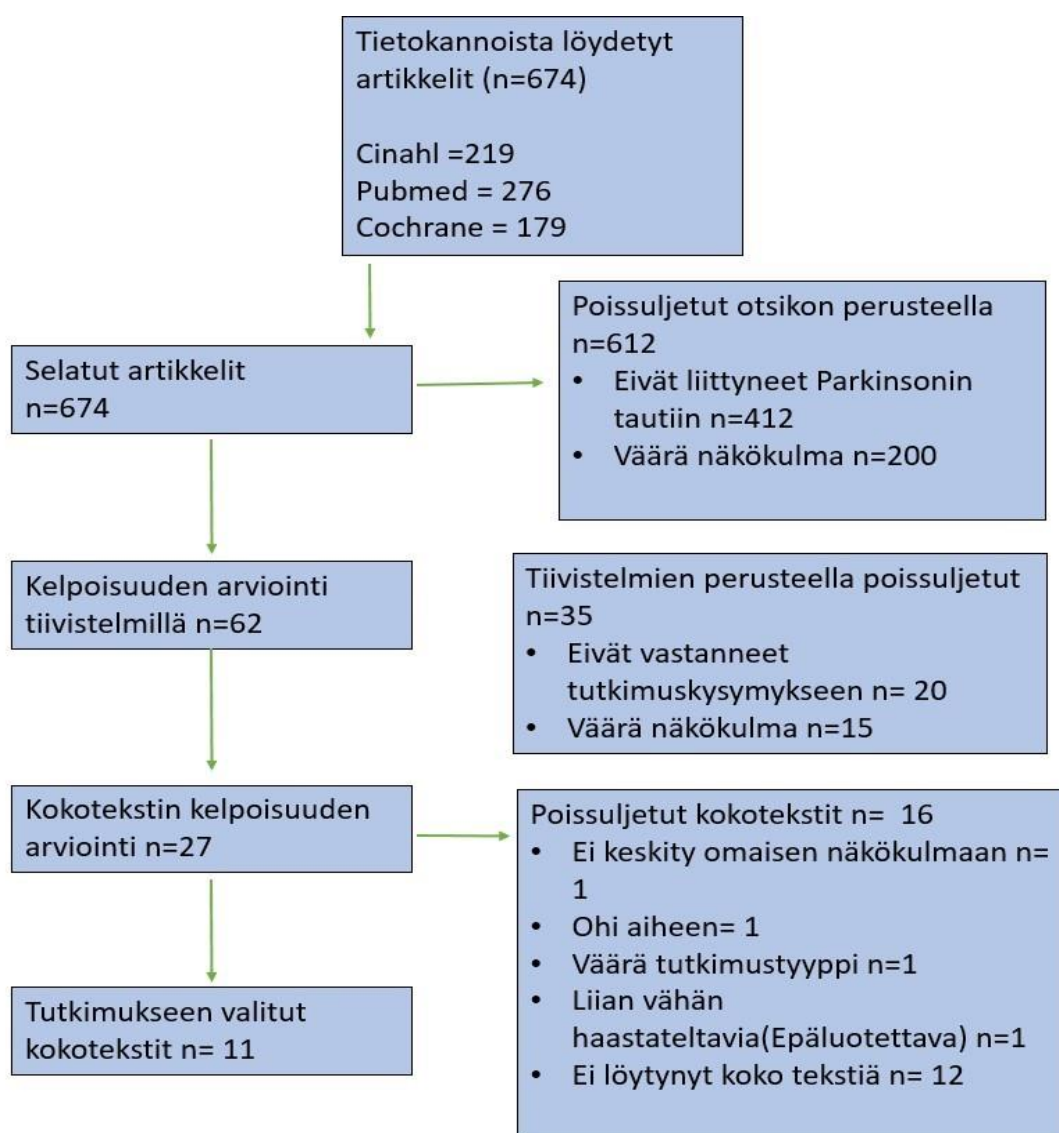 Tietokannoista löydetyt
artikkelit (n=674)
Cinahl =219
Pubmed = 276
Cochrane = 179
Poissuljetut otsikon perusteella
n=612
• Eivät liittyneet Parkinsonin
tautiin n=412
• Väärä näkökulma n=200
Selatut artikkelit
n=674
Kelpoisuuden arviointi
tiivistelmillä n=62
Tiivistelmien perusteella poissuljetut
n=35
• Eivät vastanneet
tutkimuskysymykseen n= 20
• Väärä näkökulma n=15
Kokotekstin kelpoisuuden
arviointi n=27
Poissuljetut kokotekstit n=  16
• Ei keskity omaisen näkökulmaan n=
1
• Ohi aiheen= 1
• Väärä tutkimustyyppi n=1
• Liian vähän
haastateltavia(Epäluotettava) n=1
• Ei löytynyt koko tekstiä n= 12
Tutkimukseen valitut
kokotekstit n= 11